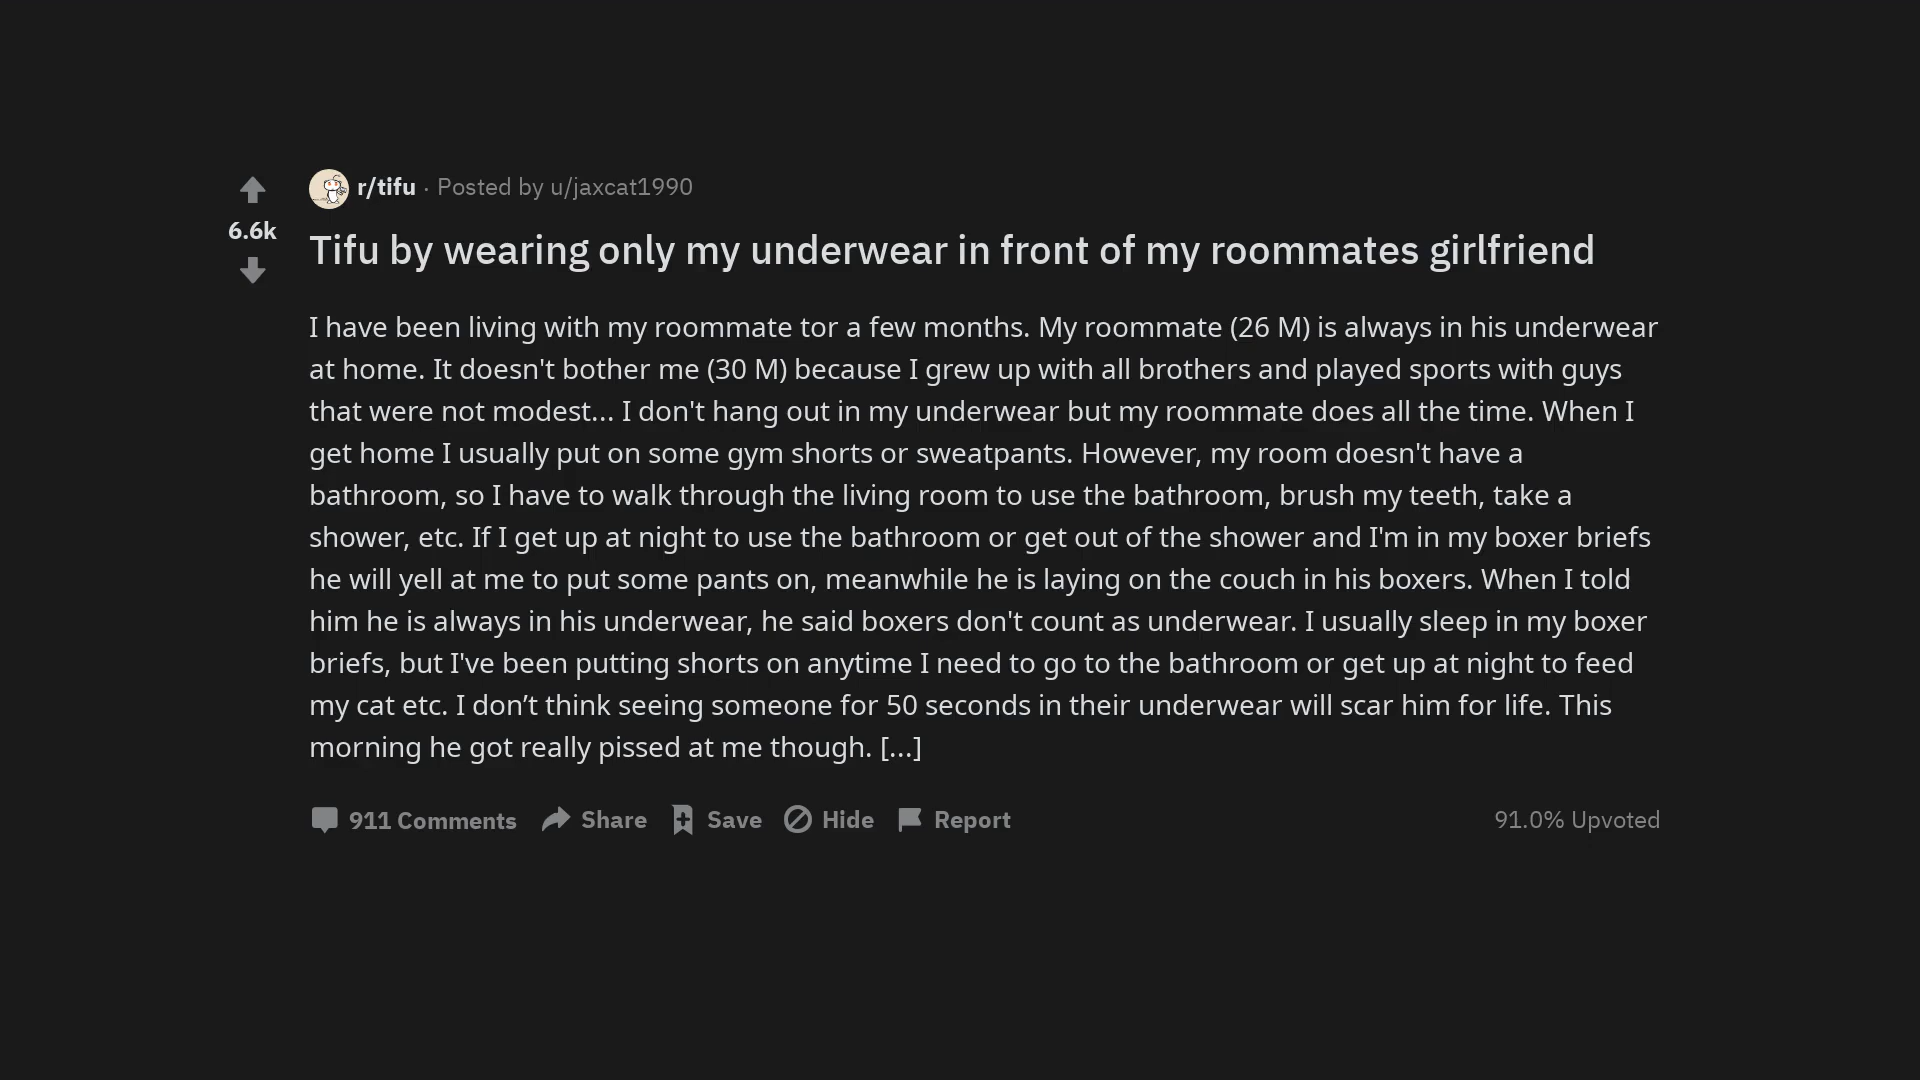 r/tifu · Posted by u/jaxcat1990
6.6k
Tifu by wearing only my underwear in front of my roommates girlfriend
I have been living with my roommate tor a few months. My roommate (26 M) is always in his underwear
at home. It doesn't bother me (30 M) because I grew up with all brothers and played sports with guys
that were not modest... I don't hang out in my underwear but my roommate does all the time. When I
get home I usually put on some gym shorts or sweatpants. However, my room doesn't have a
bathroom, so I have to walk through the living room to use the bathroom, brush my teeth, take a
shower, etc. If I get up at night to use the bathroom or get out of the shower and I'm in my boxer briefs
he will yell at me to put some pants on, meanwhile he is laying on the couch in his boxers. When I told
him he is always in his underwear, he said boxers don't count as underwear. I usually sleep in my boxer
briefs, but I've been putting shorts on anytime I need to go to the bathroom or get up at night to feed
my cat etc. I don’t think seeing someone for 50 seconds in their underwear will scar him for life. This
morning he got really pissed at me though. [...]
911 Comments Share Save Hide Report 91.0% Upvoted